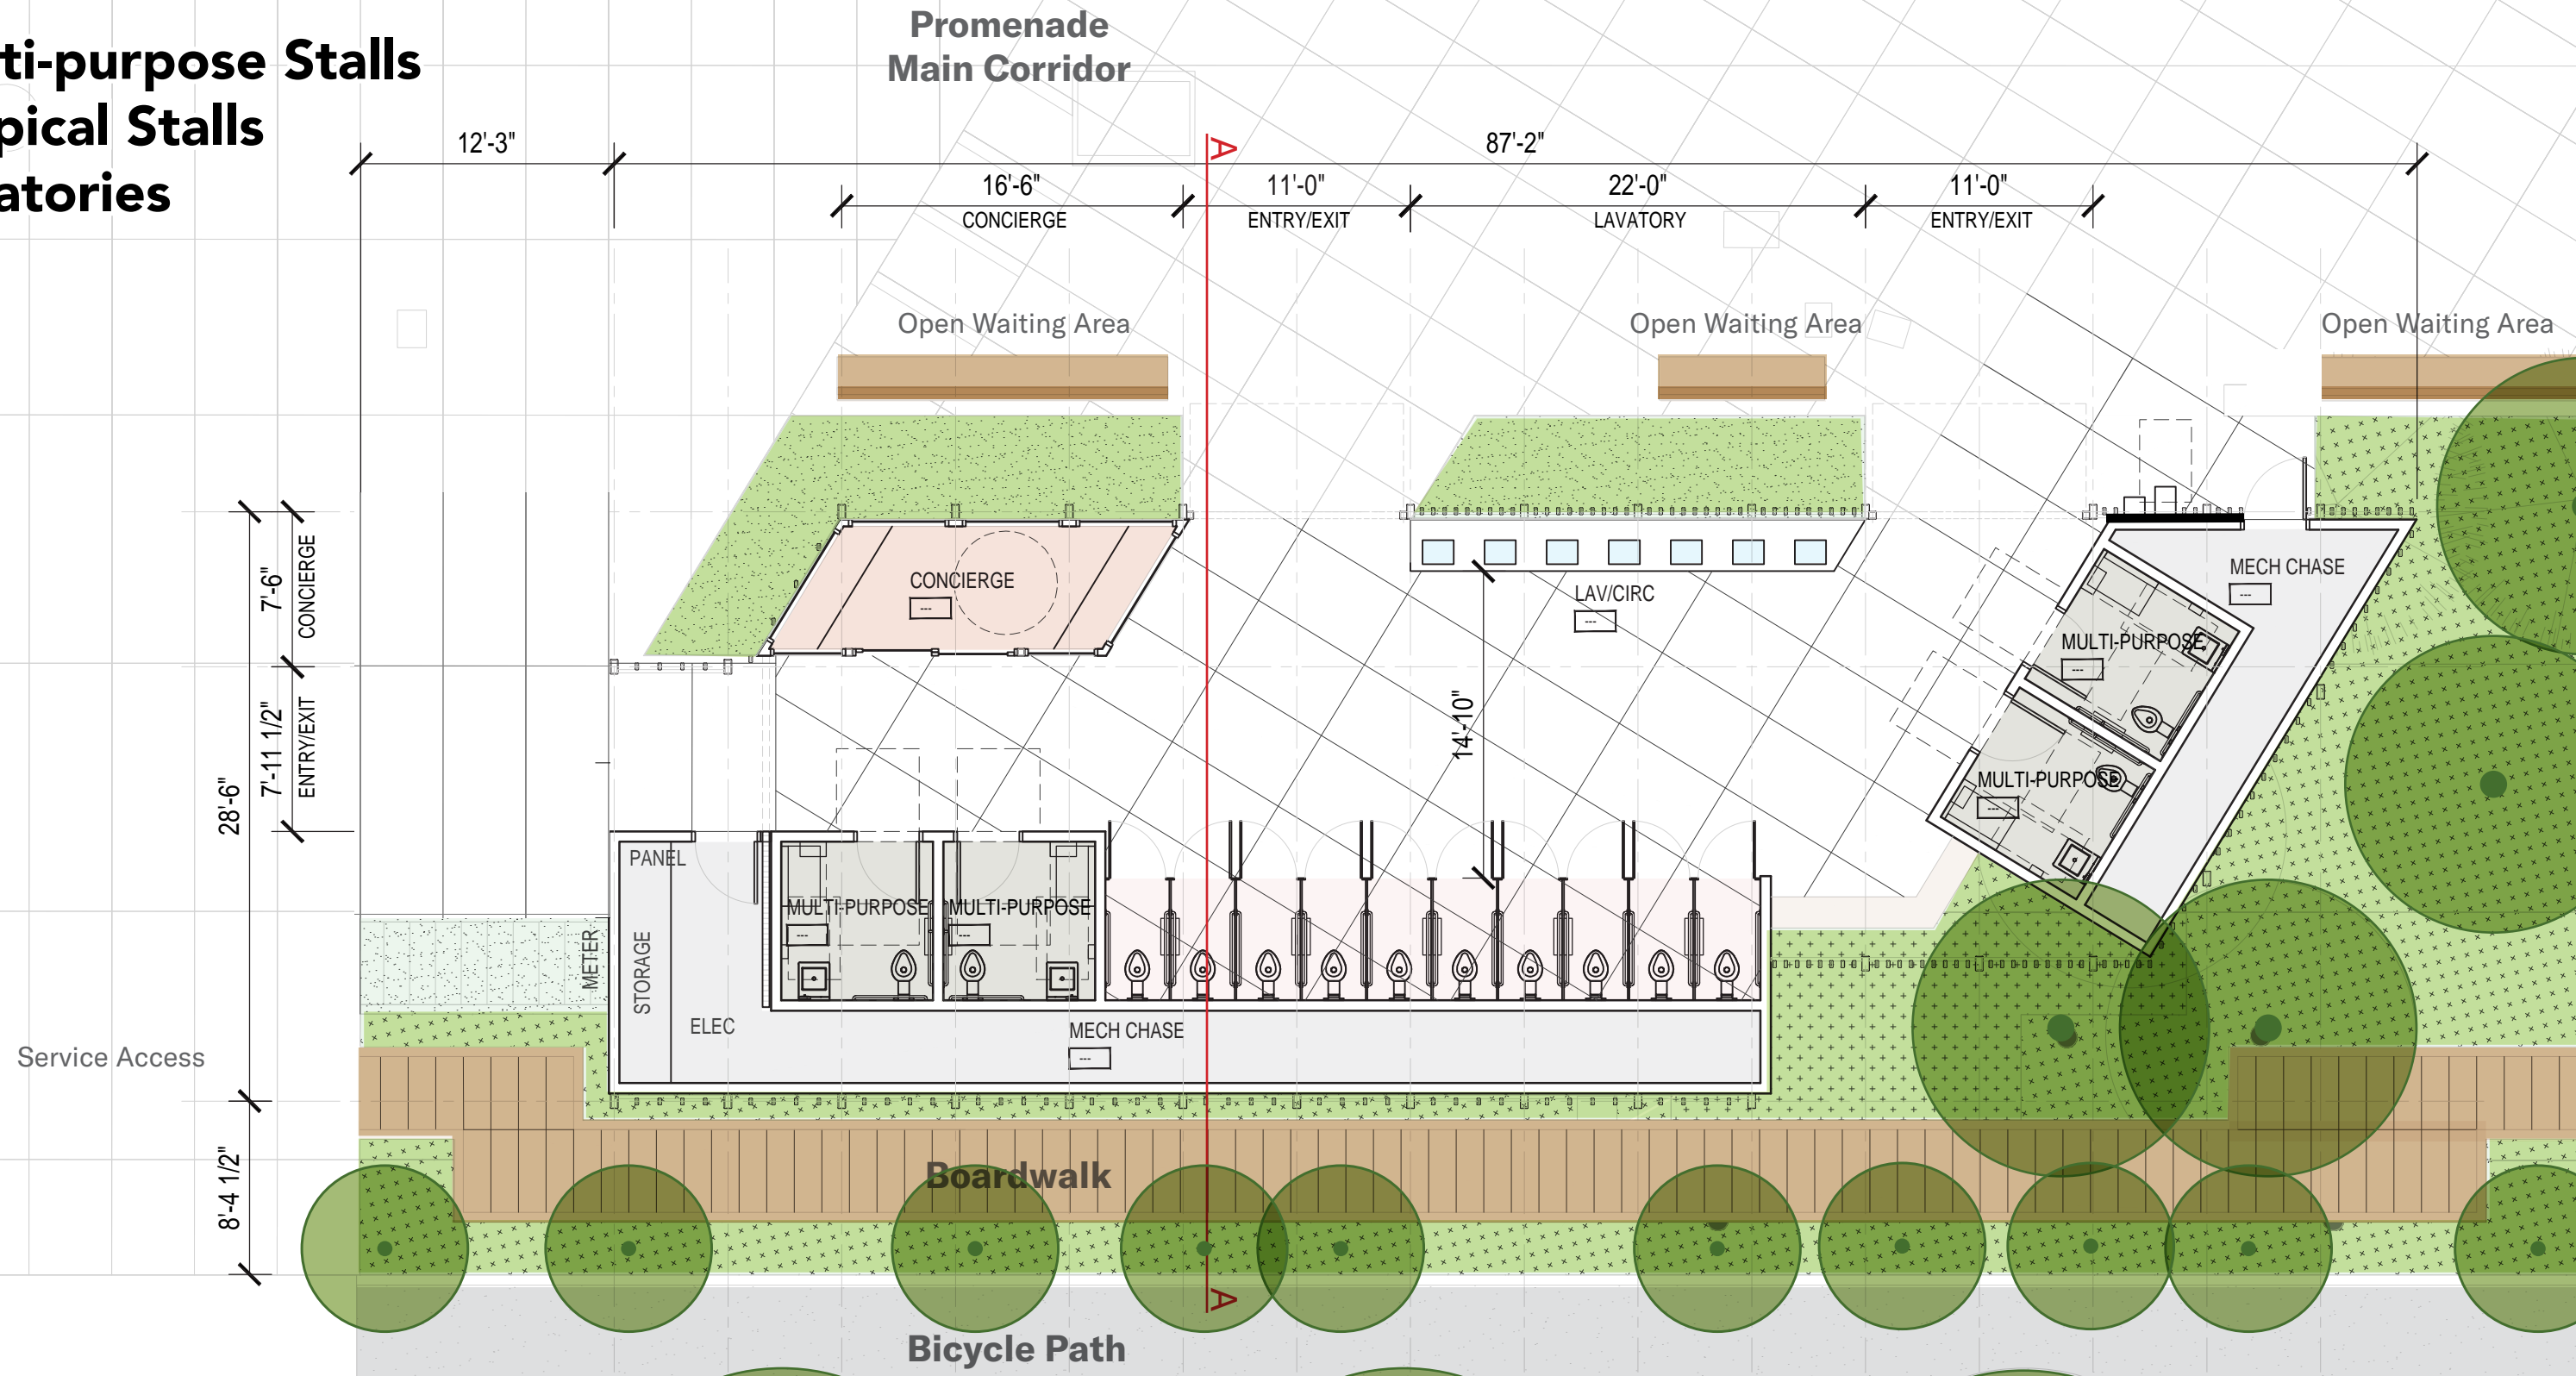 Promenade
Main Corridor
ti-purpose Stalls
pical Stalls
atories
12'-3"
87'-2"
A
16'-6"
11'-0"
22'-0"
11'-0"
CONCIERGE
ENTRY/EXIT
LAVATORY
ENTRY/EXIT
Open Waiting Area
Open Waiting Area
Open Waiting Area
7'-6"
CONCIERGE
CONCIERGE
---
LAV/CIRC
---
MECH CHASE
---
MULTI-PURPOSE
---
28'-6"
7'-11 1/2"
ENTRY/EXIT
14'-10"
MULTI-PURPOSE
---
PANEL
MULTI-PURPOSE
---
MULTI-PURPOSE
---
METER
STORAGE
ELEC
MECH CHASE
---
Service Access
8'-4 1/2"
Boardwalk
A
Bicycle Path